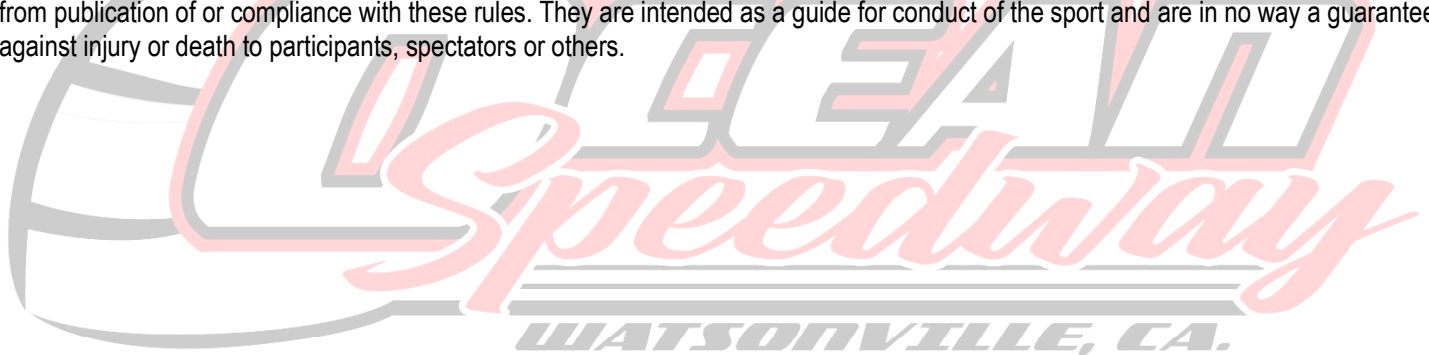 from publication of or compliance with these rules. They are intended as a guide for conduct of the sport and are in no way a guarantee
against injury or death to participants, spectators or others.
Speedway
WATSONVILLE, CA.